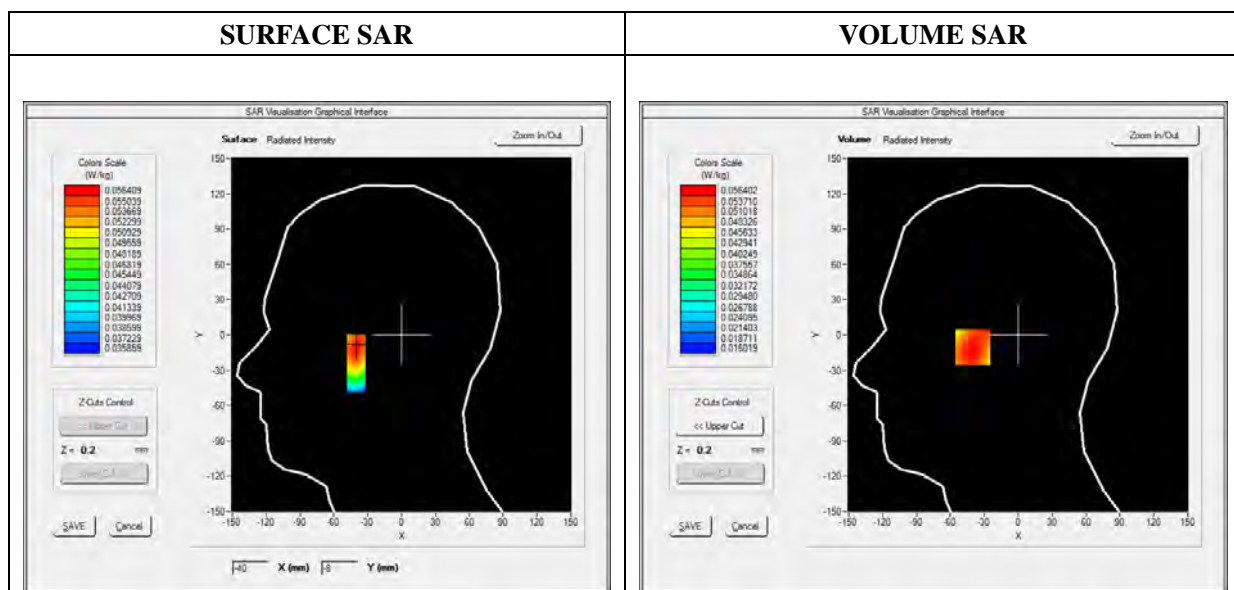 SURFACE SAR
VOLUME SAR
SAR Visualisation Graphical Interface
Surface Radiated Intensity
Zoom In/Out
Colors Scale
(W/kg)
0.056409
0.055039
0.053669
0.052299
0.050929
0.049559
0.048189
0.046819
0.045449
0.044079
0.042709
0.041339
0.039969
0.038599
0.037229
0.035859
Z-Cuts Control
<< Upper Cut
Z = 0.2 mm
SAVE
Cancel
150
120
90
60
30
0
-30
-60
-90
-120
-150
Y
-150 -120 -90 -60 -30 0 30 60 90 120 150
X
-40 X (mm) -8 Y (mm)
SAR Visualisation Graphical Interface
Volume Radiated Intensity
Zoom In/Out
Colors Scale
(W/kg)
0.056402
0.053710
0.051018
0.048326
0.045633
0.042941
0.040249
0.037557
0.034864
0.032172
0.029480
0.026788
0.024095
0.021403
0.018711
0.016019
Z-Cuts Control
<< Upper Cut
Z = 0.2 mm
SAVE
Cancel
150
120
90
60
30
0
-30
-60
-90
-120
-150
Y
-150 -120 -90 -60 -30 0 30 60 90 120 150
X